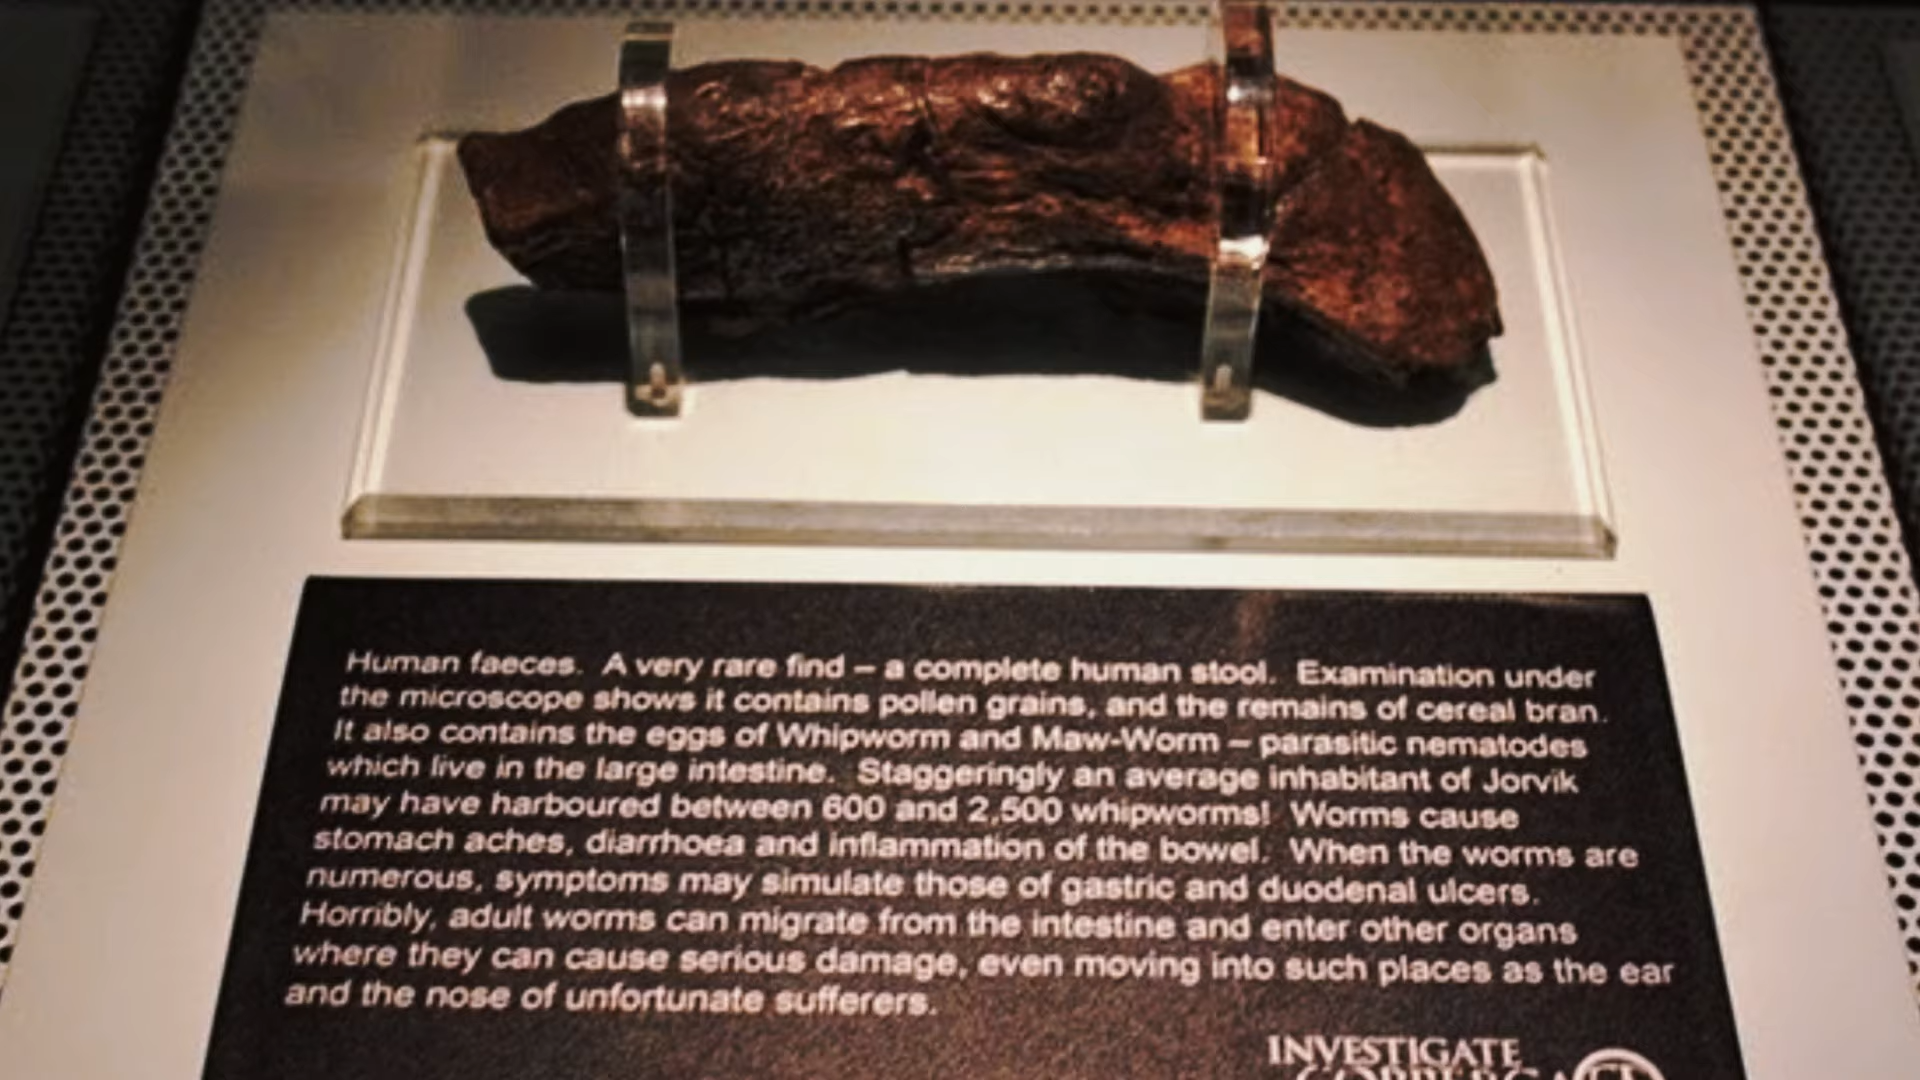 Human faeces. A very rare find – a complete human stool. Examination under
the microscope shows it contains pollen grains, and the remains of cereal bran.
It also contains the eggs of Whipworm and Maw-Worm – parasitic nematodes
which live in the large intestine. Staggeringly an average inhabitant of Jorvik
may have harboured between 600 and 2,500 whipworms! Worms cause
stomach aches, diarrhoea and inflammation of the bowel. When the worms are
numerous, symptoms may simulate those of gastric and duodenal ulcers.
Horribly, adult worms can migrate from the intestine and enter other organs
where they can cause serious damage, even moving into such places as the ear
and the nose of unfortunate sufferers.
INVESTIGATE